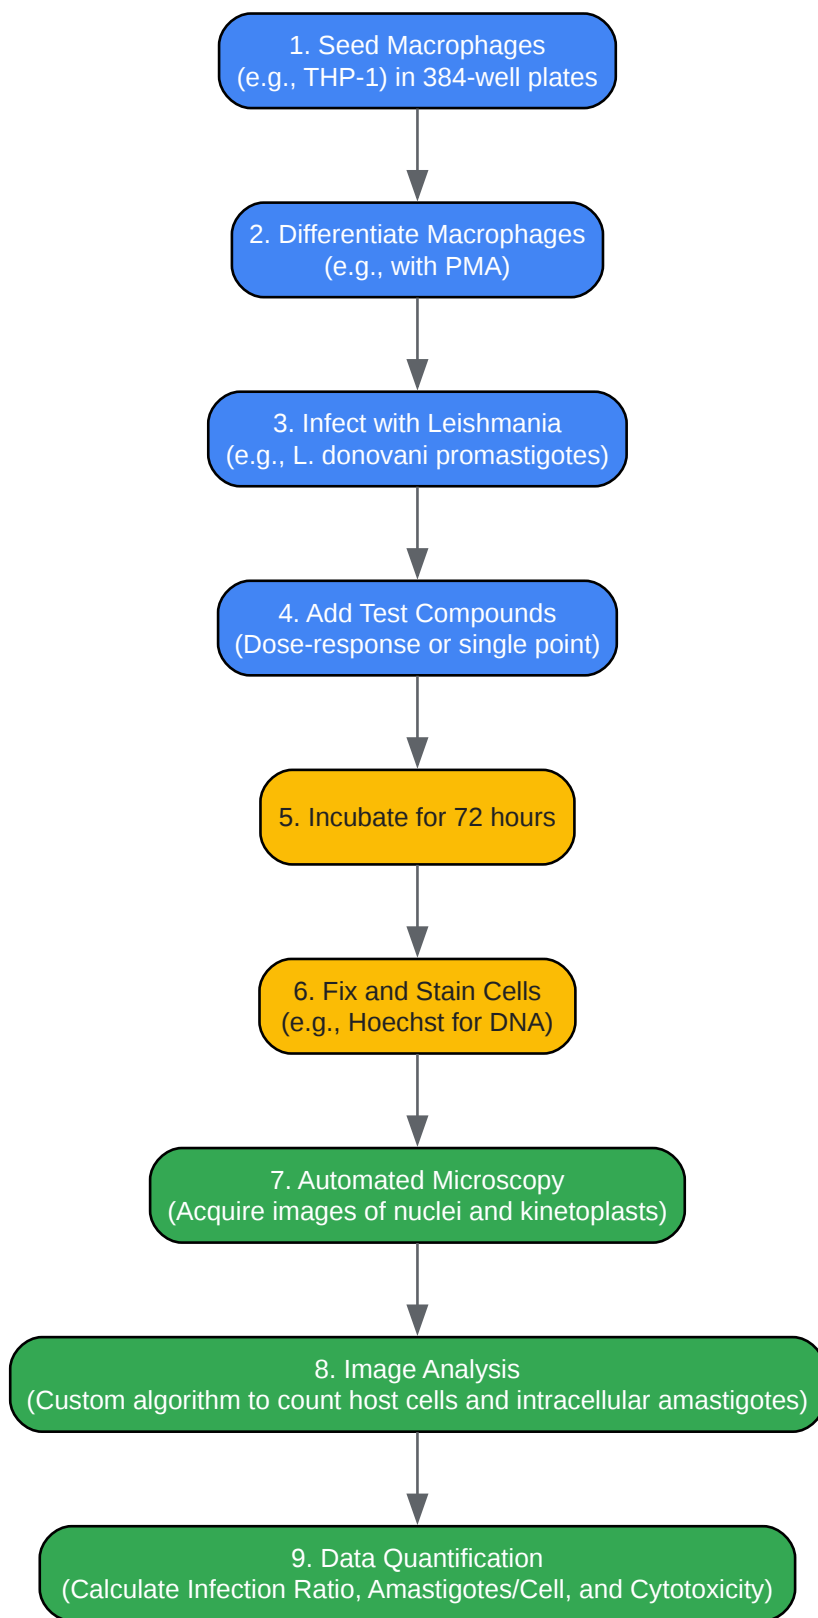 1. Seed Macrophages
(e.g., THP-1) in 384-well plates
2. Differentiate Macrophages
(e.g., with PMA)
3. Infect with Leishmania
(e.g., L. donovani promastigotes)
4. Add Test Compounds
(Dose-response or single point)
5. Incubate for 72 hours
6. Fix and Stain Cells
(e.g., Hoechst for DNA)
7. Automated Microscopy
(Acquire images of nuclei and kinetoplasts)
8. Image Analysis
(Custom algorithm to count host cells and intracellular amastigotes)
9. Data Quantification
(Calculate Infection Ratio, Amastigotes/Cell, and Cytotoxicity)